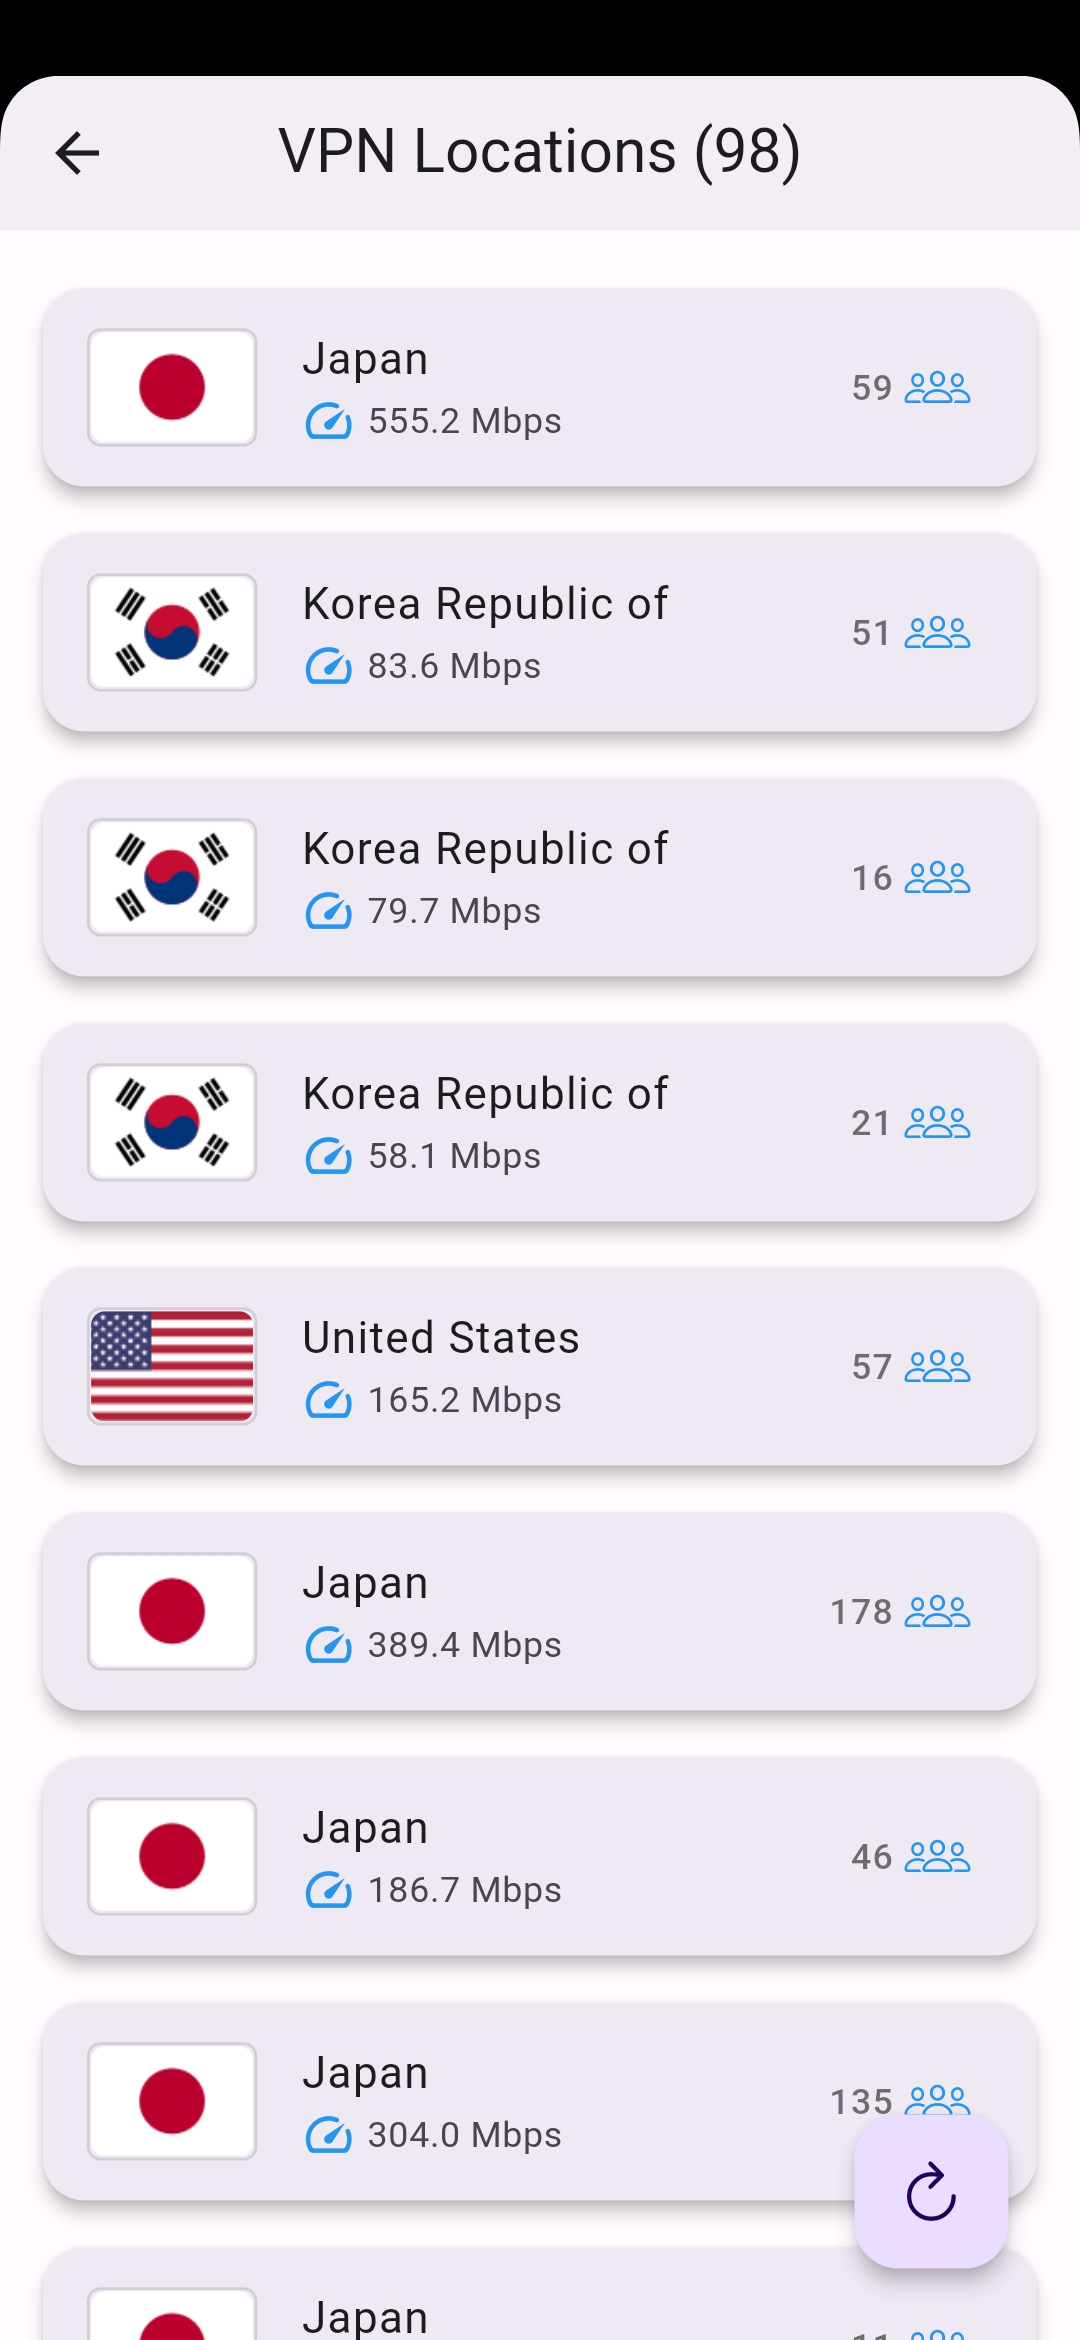 VPN Locations (98)
Japan
555.2 Mbps
59
Korea Republic of
83.6 Mbps
51
Korea Republic of
79.7 Mbps
16
Korea Republic of
58.1 Mbps
21
United States
165.2 Mbps
57
Japan
389.4 Mbps
178
Japan
186.7 Mbps
46
Japan
304.0 Mbps
135
Japan